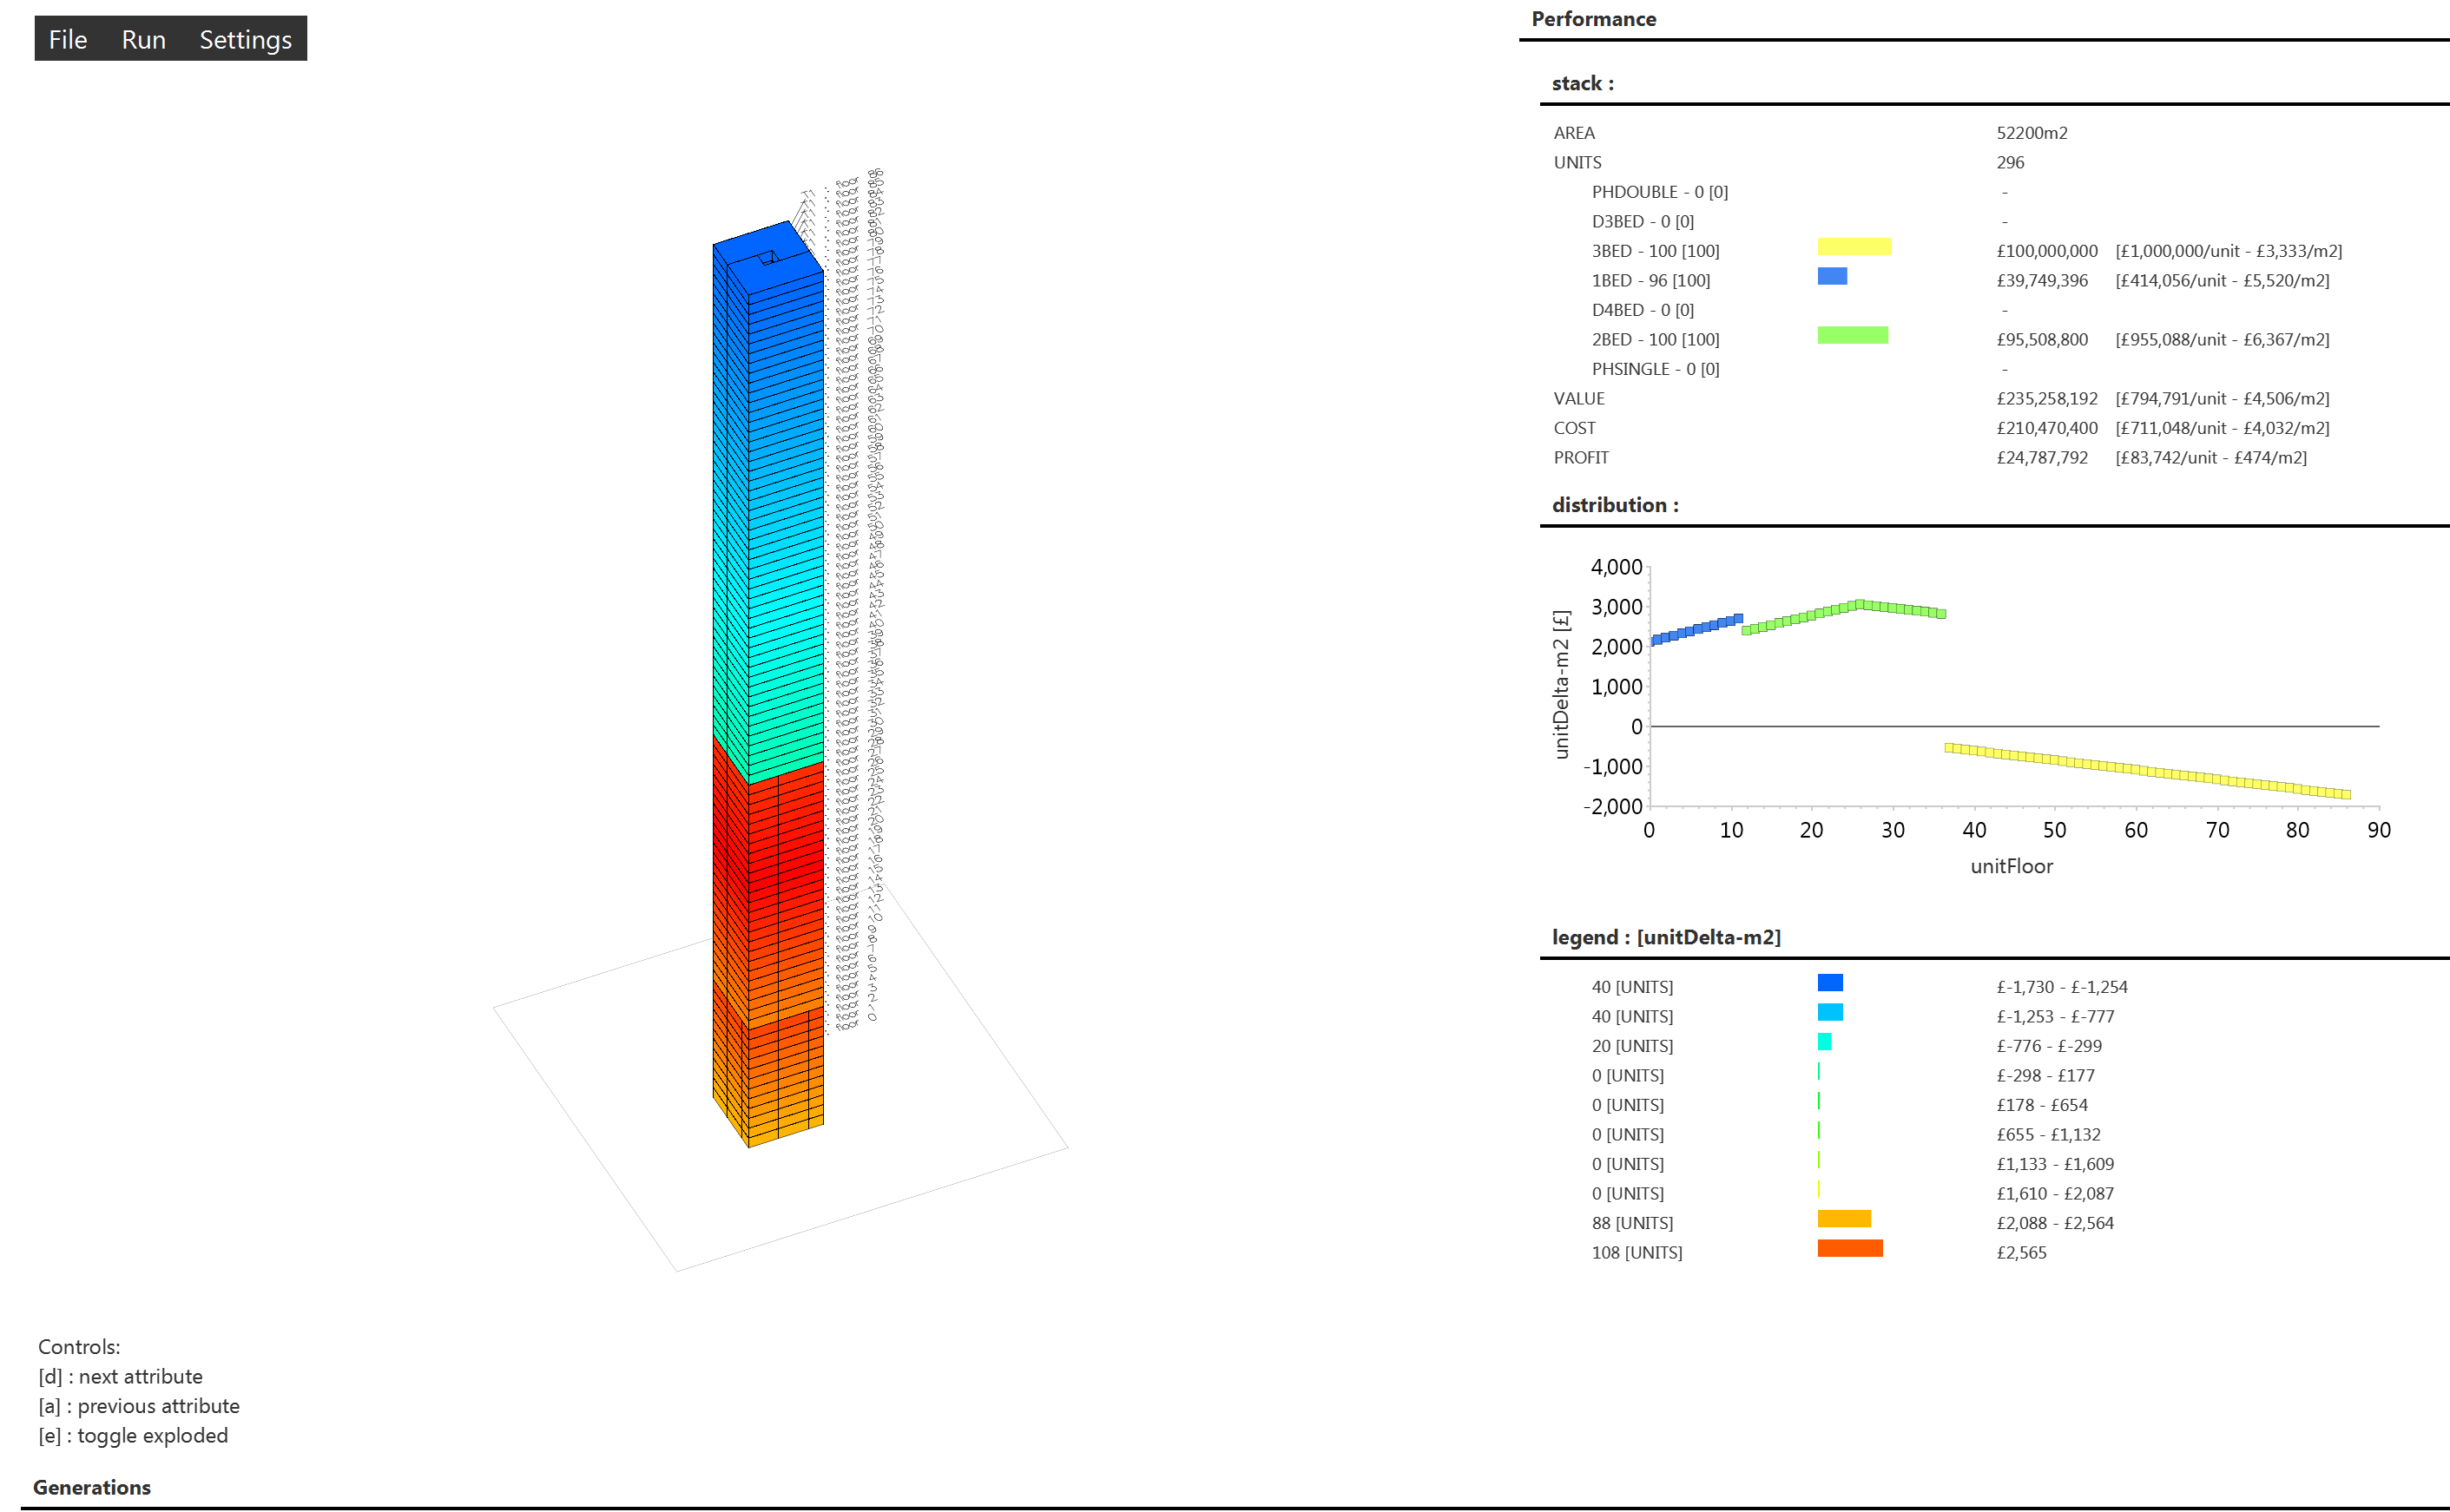 File Run Settings
Performance
stack :
AREA 52200m2
UNITS 296
PHDOUBLE - 0 [0] -
D3BED - 0 [0] -
3BED - 100 [100] £100,000,000 [£1,000,000/unit - £3,333/m2]
1BED - 96 [100] £39,749,396 [£414,056/unit - £5,520/m2]
D4BED - 0 [0] -
2BED - 100 [100] £95,508,800 [£955,088/unit - £6,367/m2]
PHSINGLE - 0 [0] -
VALUE £235,258,192 [£794,791/unit - £4,506/m2]
COST £210,470,400 [£711,048/unit - £4,032/m2]
PROFIT £24,787,792 [£83,742/unit - £474/m2]
distribution :
unitDelta-m2 [£]
4,000
3,000
2,000
1,000
0
-1,000
-2,000
0 10 20 30 40 50 60 70 80 90
unitFloor
legend : [unitDelta-m2]
40 [UNITS] £-1,730 - £-1,254
40 [UNITS] £-1,253 - £-777
20 [UNITS] £-776 - £-299
0 [UNITS] £-298 - £177
0 [UNITS] £178 - £654
0 [UNITS] £655 - £1,132
0 [UNITS] £1,133 - £1,609
0 [UNITS] £1,610 - £2,087
88 [UNITS] £2,088 - £2,564
108 [UNITS] £2,565
Controls:
[d] : next attribute
[a] : previous attribute
[e] : toggle exploded
Generations